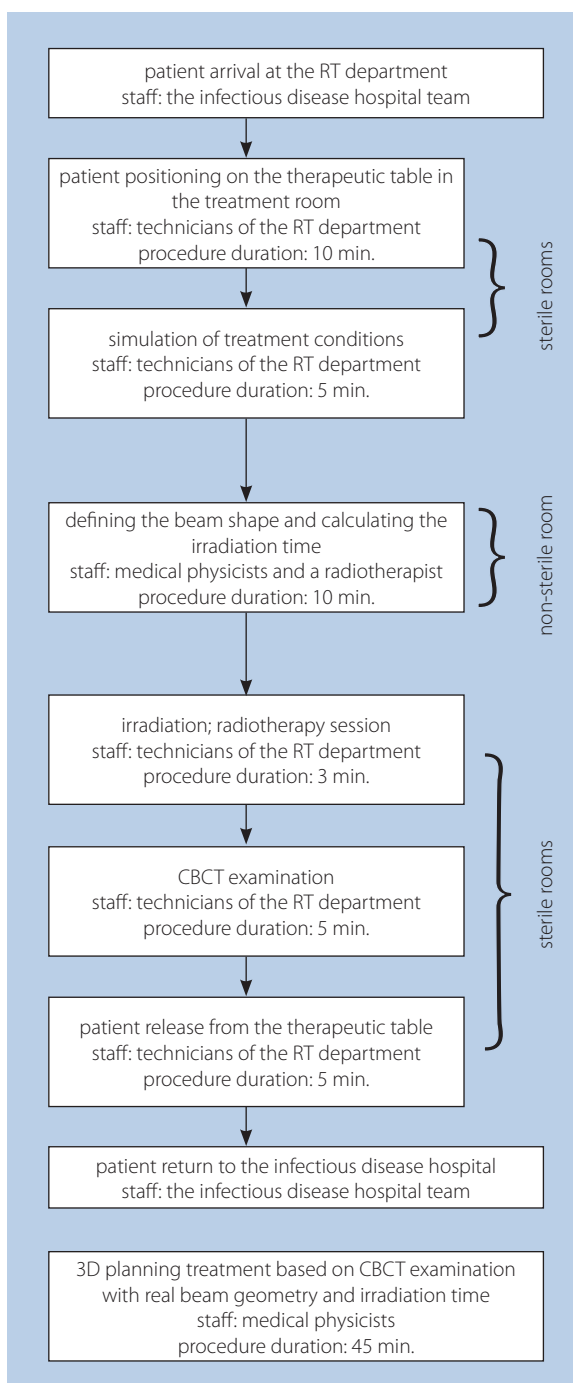 patient arrival at the RT department
staff: the infectious disease hospital team
patient positioning on the therapeutic table in
the treatment room
staff: technicians of the RT department
procedure duration: 10 min.
simulation of treatment conditions
staff: technicians of the RT department
procedure duration: 5 min.
sterile rooms
defining the beam shape and calculating the
irradiation time
staff: medical physicists and a radiotherapist
procedure duration: 10 min.
non-sterile room
irradiation; radiotherapy session
staff: technicians of the RT department
procedure duration: 3 min.
CBCT examination
staff: technicians of the RT department
procedure duration: 5 min.
patient release from the therapeutic table
staff: technicians of the RT department
procedure duration: 5 min.
sterile rooms
patient return to the infectious disease hospital
staff: the infectious disease hospital team
3D planning treatment based on CBCT examination
with real beam geometry and irradiation time
staff: medical physicists
procedure duration: 45 min.